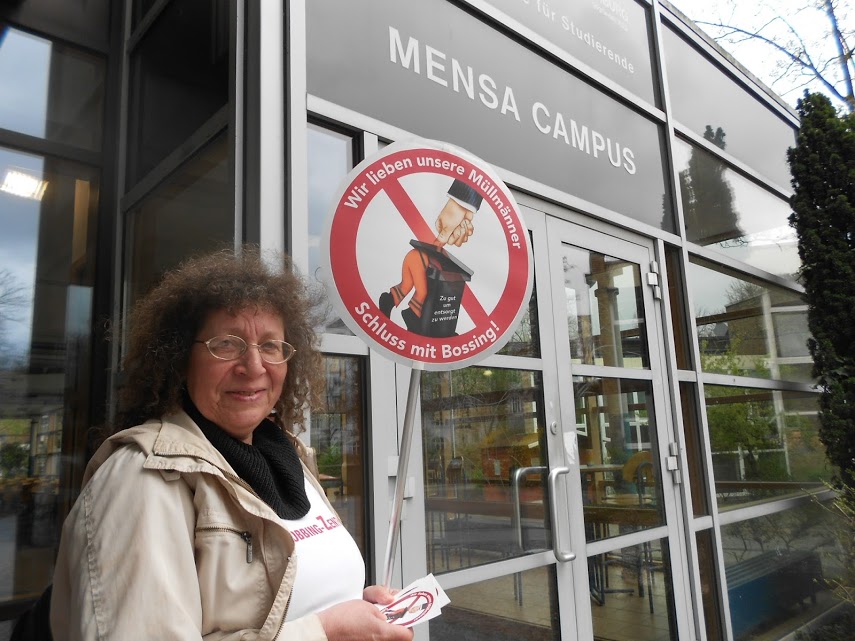 für Studierende
MENSA CAMPUS
Wir lieben unsere Müllmänner
Zu gut
um
entsorgt
zu werden
Schluss mit Bossing!